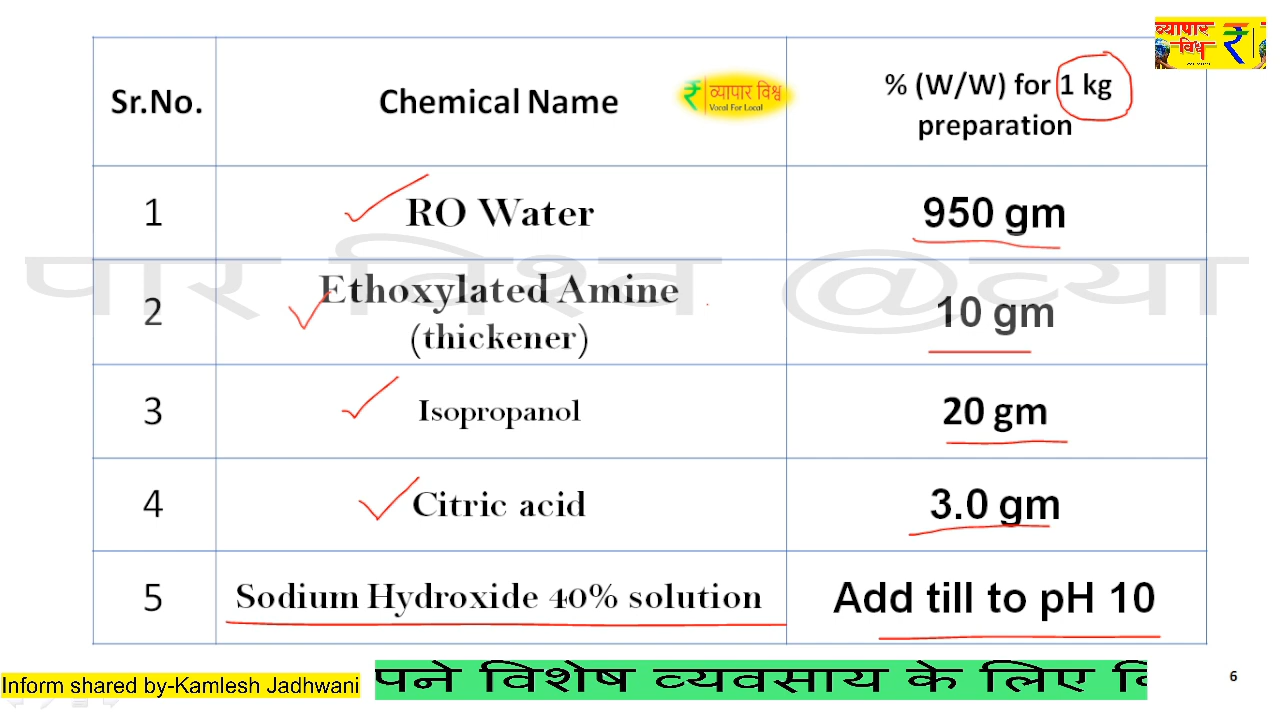 व्यापार
विश्व
Sr.No.
Chemical Name
₹ व्यापार विश्व
Vocal For Local
% (W/W) for 1 kg
preparation
1
RO Water
950 gm
पार विश्व @व्या
2
Ethoxylated Amine
(thickener)
10 gm
3
Isopropanol
20 gm
4
Citric acid
3.0 gm
5
Sodium Hydroxide 40% solution
Add till to pH 10
Inform shared by-Kamlesh Jadhwani
पने विशेष व्यवसाय के लिए वि
6